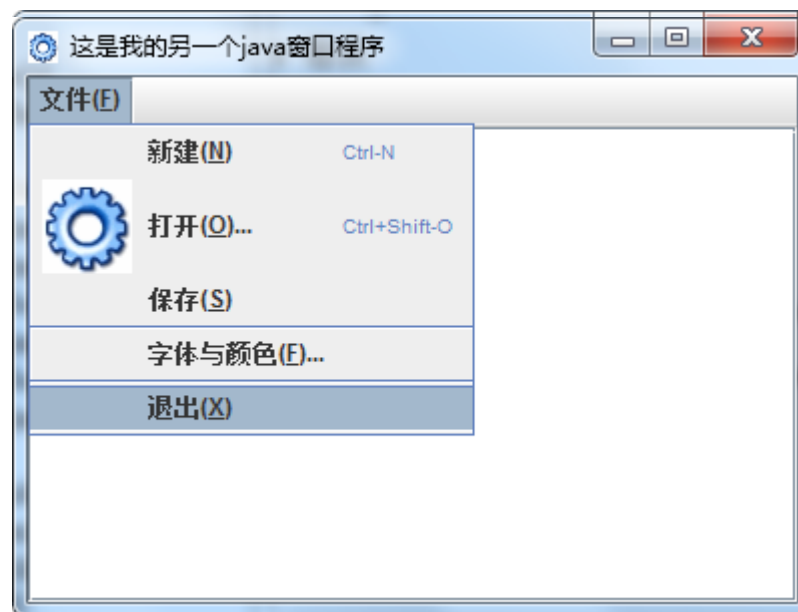 这是我的另一个java窗口程序
文件(F)
新建(N) Ctrl-N
打开(O)... Ctrl+Shift-O
保存(S)
字体与颜色(F)...
退出(X)